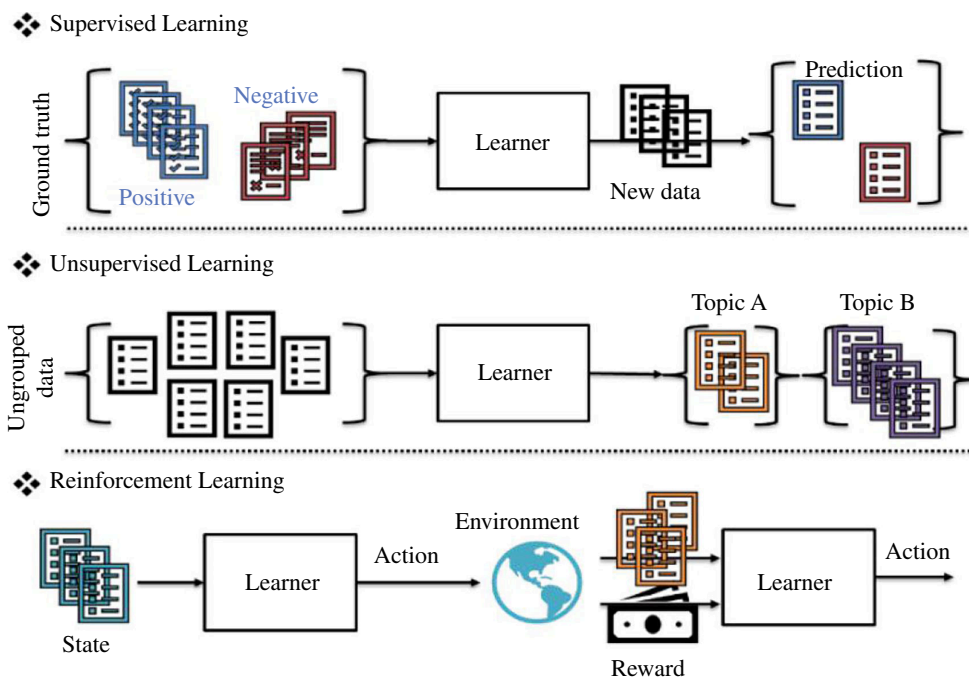 Supervised Learning
Ground truth
Positive
Negative
Learner
New data
Prediction
Unsupervised Learning
Ungrouped
data
Learner
Topic A
Topic B
Reinforcement Learning
State
Learner
Action
Environment
Reward
Learner
Action